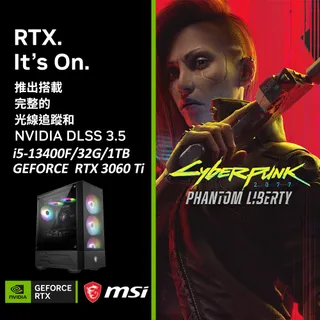 RTX.
It's On.
推出搭載
完整的
光線追蹤和
NVIDIA DLSS 3.5
i5-13400F/32G/1TB
GEFORCE RTX 3060 Ti
Cyberpunk
2077
PHANTOM LIBERTY
NVIDIA
GEFORCE
RTX
msi